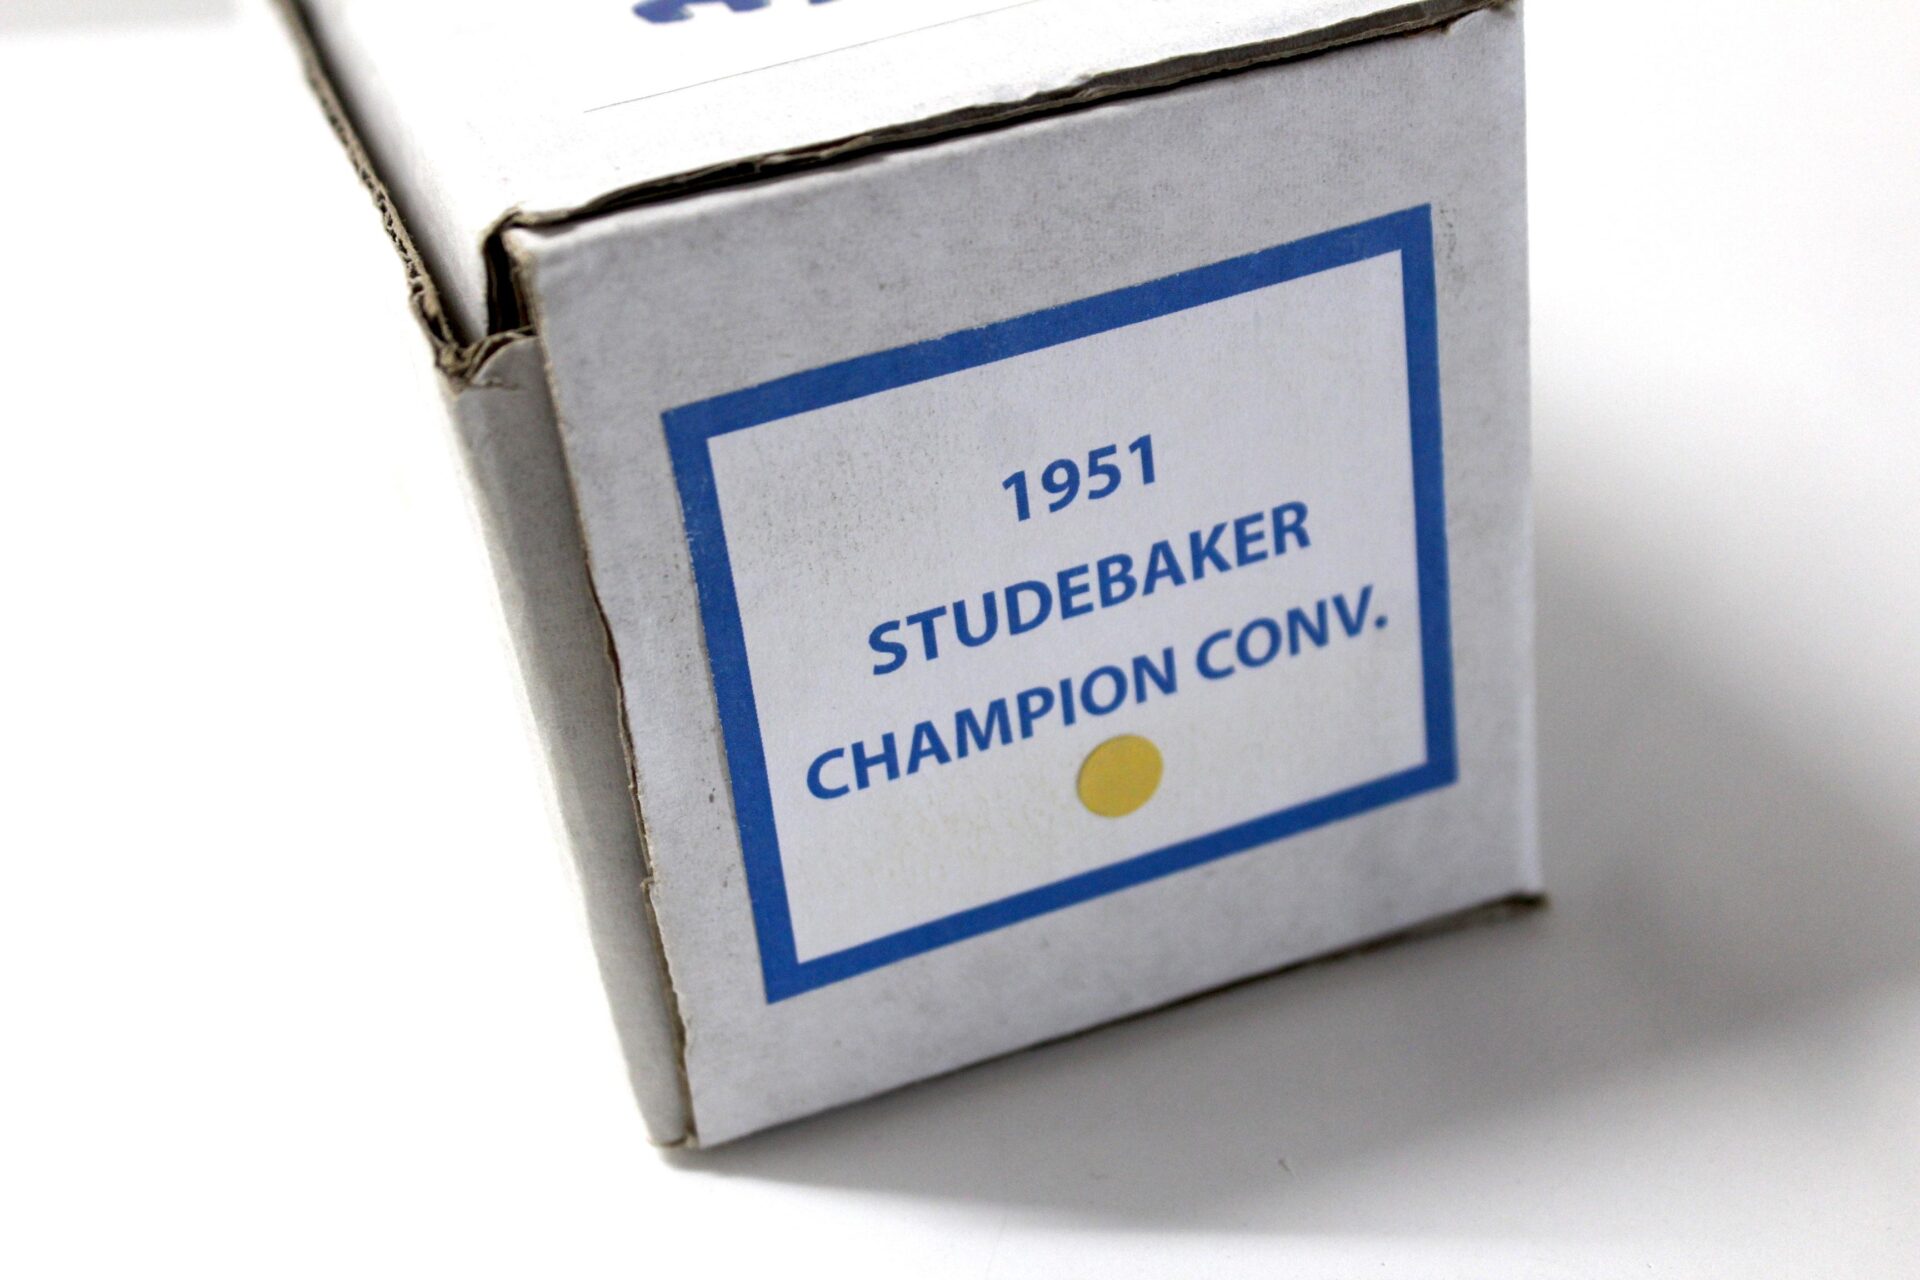 1951
STUDEBAKER
CHAMPION CONV.